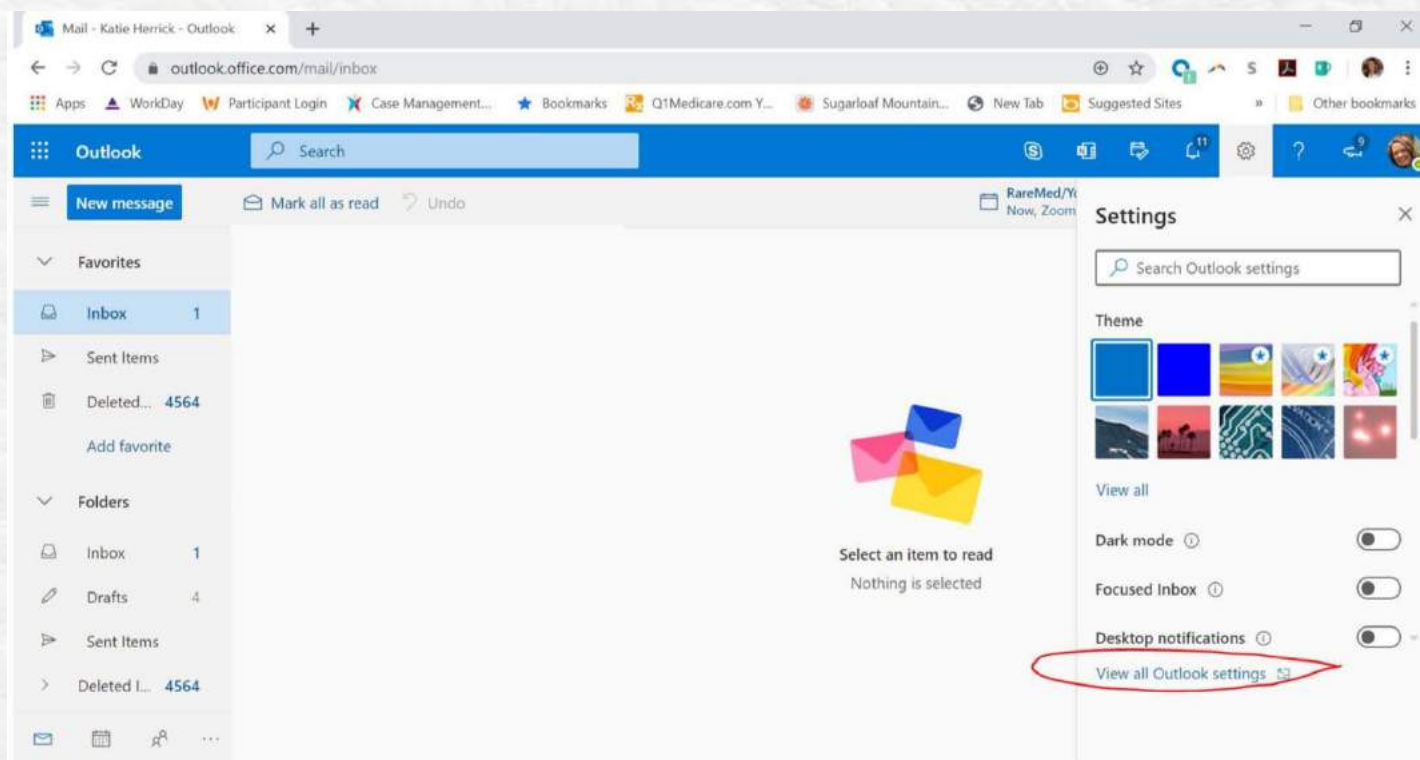 Mail - Katie Herrick - Outlook
outlook.office.com/mail/inbox
Apps WorkDay Participant Login Case Management... Bookmarks Q1Medicare.com Y... Sugarloaf Mountain... New Tab Suggested Sites » Other bookmarks
Outlook Search 11 ? 9
New message Mark all as read Undo
RareMed/Yo
Now, Zoom
Settings
Search Outlook settings
Favorites
Inbox 1
Sent Items
Deleted... 4564
Add favorite
Folders
Inbox 1
Drafts 4
Sent Items
Deleted I... 4564
Select an item to read
Nothing is selected
Theme
View all
Dark mode
Focused Inbox
Desktop notifications
View all Outlook settings